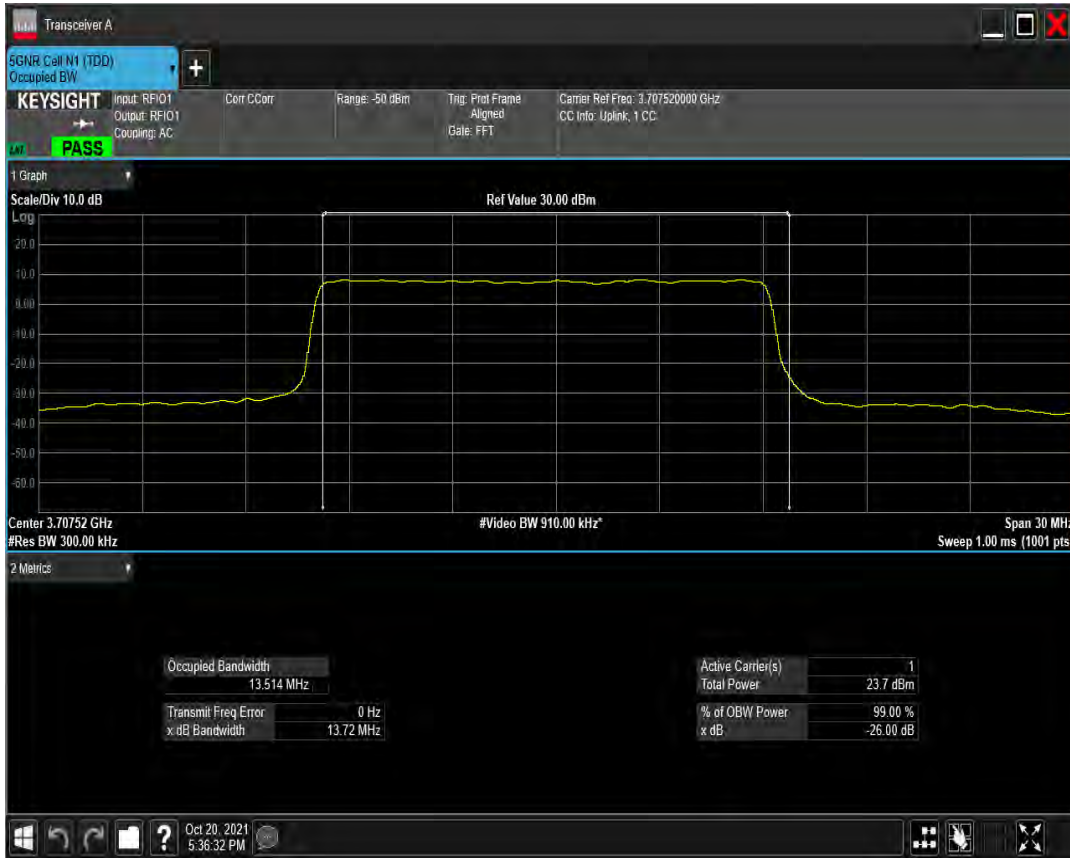 Transceiver A
5GNR Cell N1 (TDD)
Occupied BW
+
KEYSIGHT
Input: RFIO1
Output: RFIO1
Coupling: AC
Corr CCorr
Range: -50 dBm
Trig: Prot Frame
Aligned
Gate: FFT
Carrier Ref Freq: 3.707520000 GHz
CC Info: Uplink, 1 CC
PASS
1 Graph
Scale/Div 10.0 dB
Ref Value 30.00 dBm
Log
20.0
10.0
0.00
-10.0
-20.0
-30.0
-40.0
-50.0
-60.0
Center 3.70752 GHz
#Video BW 910.00 kHz*
Span 30 MHz
#Res BW 300.00 kHz
Sweep 1.00 ms (1001 pts
2 Metrics
Occupied Bandwidth
13.514 MHz
Transmit Freq Error 0 Hz
x dB Bandwidth 13.72 MHz
Active Carrier(s) 1
Total Power 23.7 dBm
% of OBW Power 99.00 %
x dB -26.00 dB
?
Oct 20, 2021
5:36:32 PM